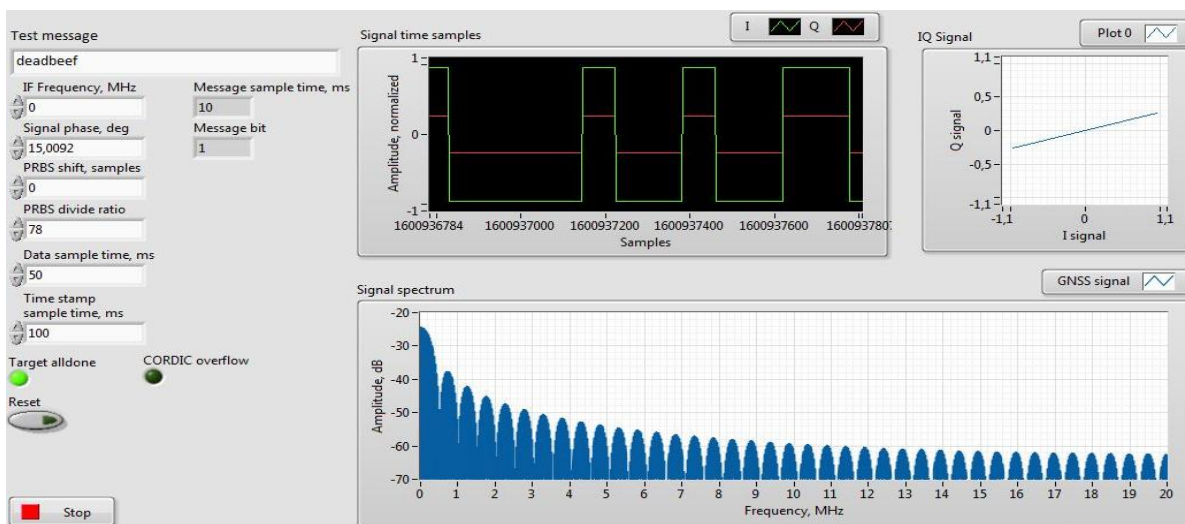 Test message
deadbeef
IF Frequency, MHz
0
Message sample time, ms
10
Signal phase, deg
15,0092
Message bit
1
PRBS shift, samples
0
PRBS divide ratio
78
Data sample time, ms
50
Time stamp
sample time, ms
100
Target alldone
CORDIC overflow
Reset
Stop
Signal time samples
I Q
Amplitude, normalized
1
0
-1
1600936784 1600937000 1600937200 1600937400 1600937600 160093780
Samples
IQ Signal
Plot 0
Q signal
1,1
0,5
0
-0,5
-1,1
-1,1 0 1,1
I signal
Signal spectrum
GNSS signal
Amplitude, dB
-20
-30
-40
-50
-60
-70
0 1 2 3 4 5 6 7 8 9 10 11 12 13 14 15 16 17 18 19 20
Frequency, MHz